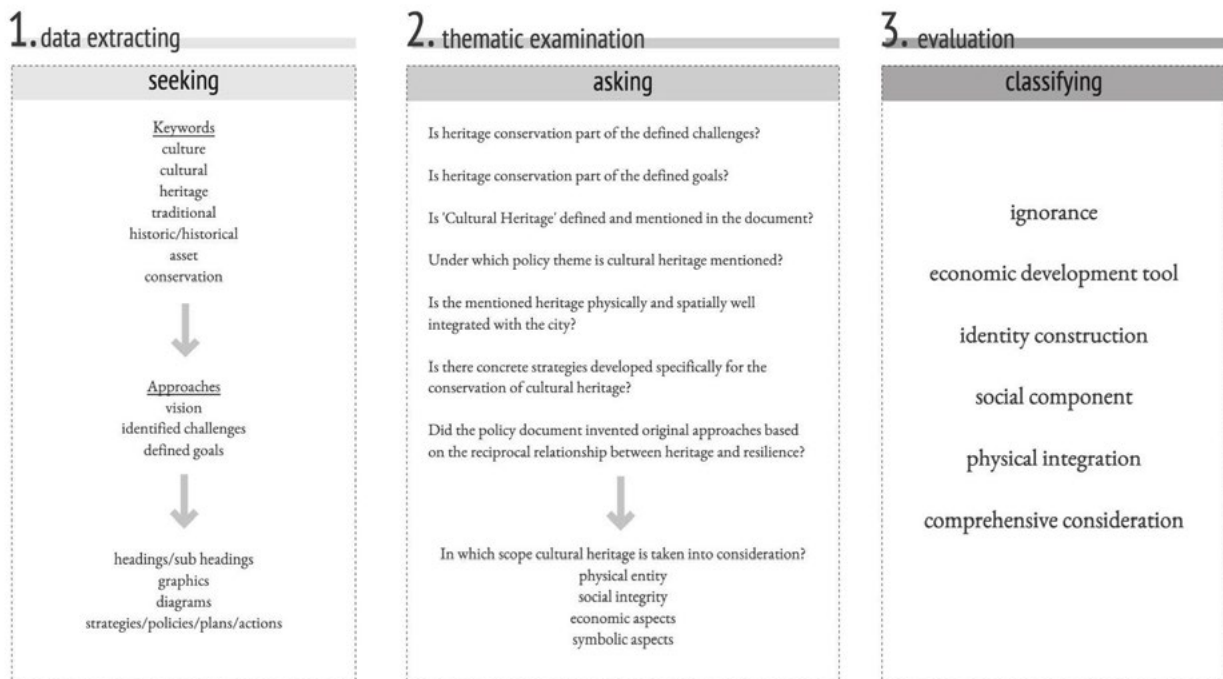 1. data extracting
seeking
Keywords
culture
cultural
heritage
traditional
historic/historical
asset
conservation
Approaches
vision
identified challenges
defined goals
headings/sub headings
graphics
diagrams
strategies/policies/plans/actions
2. thematic examination
asking
Is heritage conservation part of the defined challenges?
Is heritage conservation part of the defined goals?
Is 'Cultural Heritage' defined and mentioned in the document?
Under which policy theme is cultural heritage mentioned?
Is the mentioned heritage physically and spatially well
integrated with the city?
Is there concrete strategies developed specifically for the
conservation of cultural heritage?
Did the policy document invented original approaches based
on the reciprocal relationship between heritage and resilience?
In which scope cultural heritage is taken into consideration?
physical entity
social integrity
economic aspects
symbolic aspects
3. evaluation
classifying
ignorance
economic development tool
identity construction
social component
physical integration
comprehensive consideration